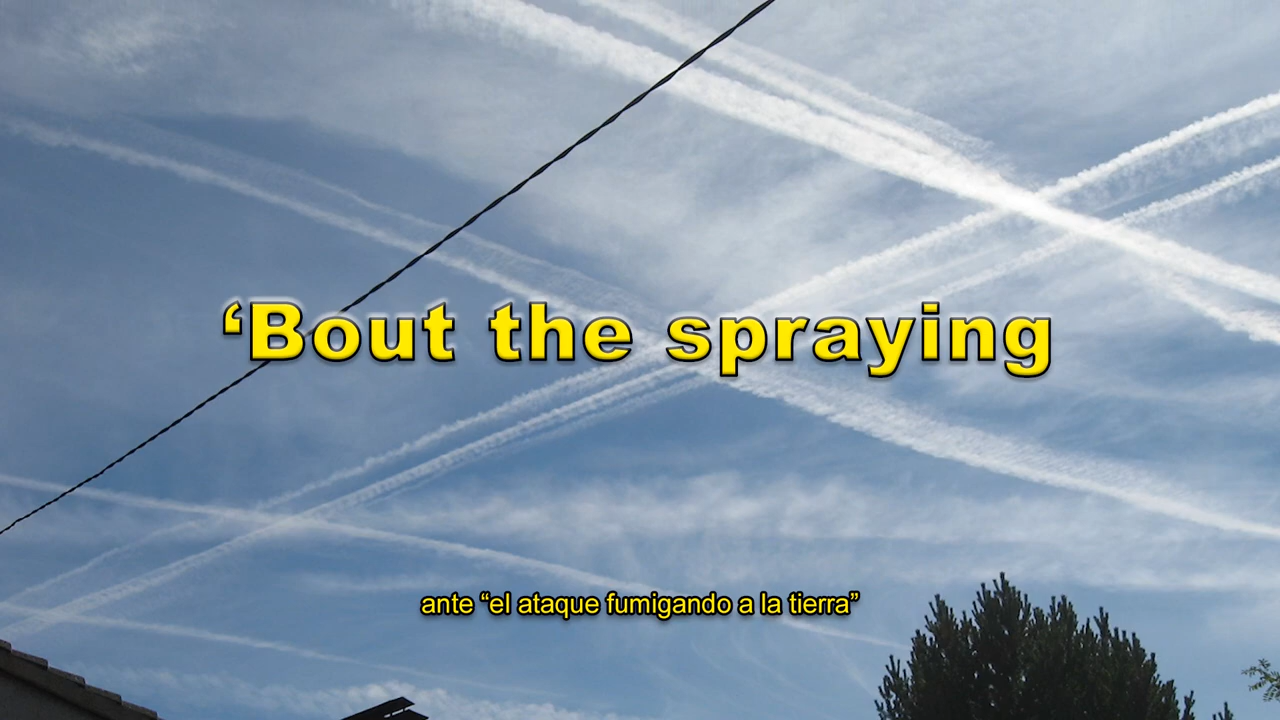 ‘Bout the spraying
ante “el ataque fumigando a la tierra”